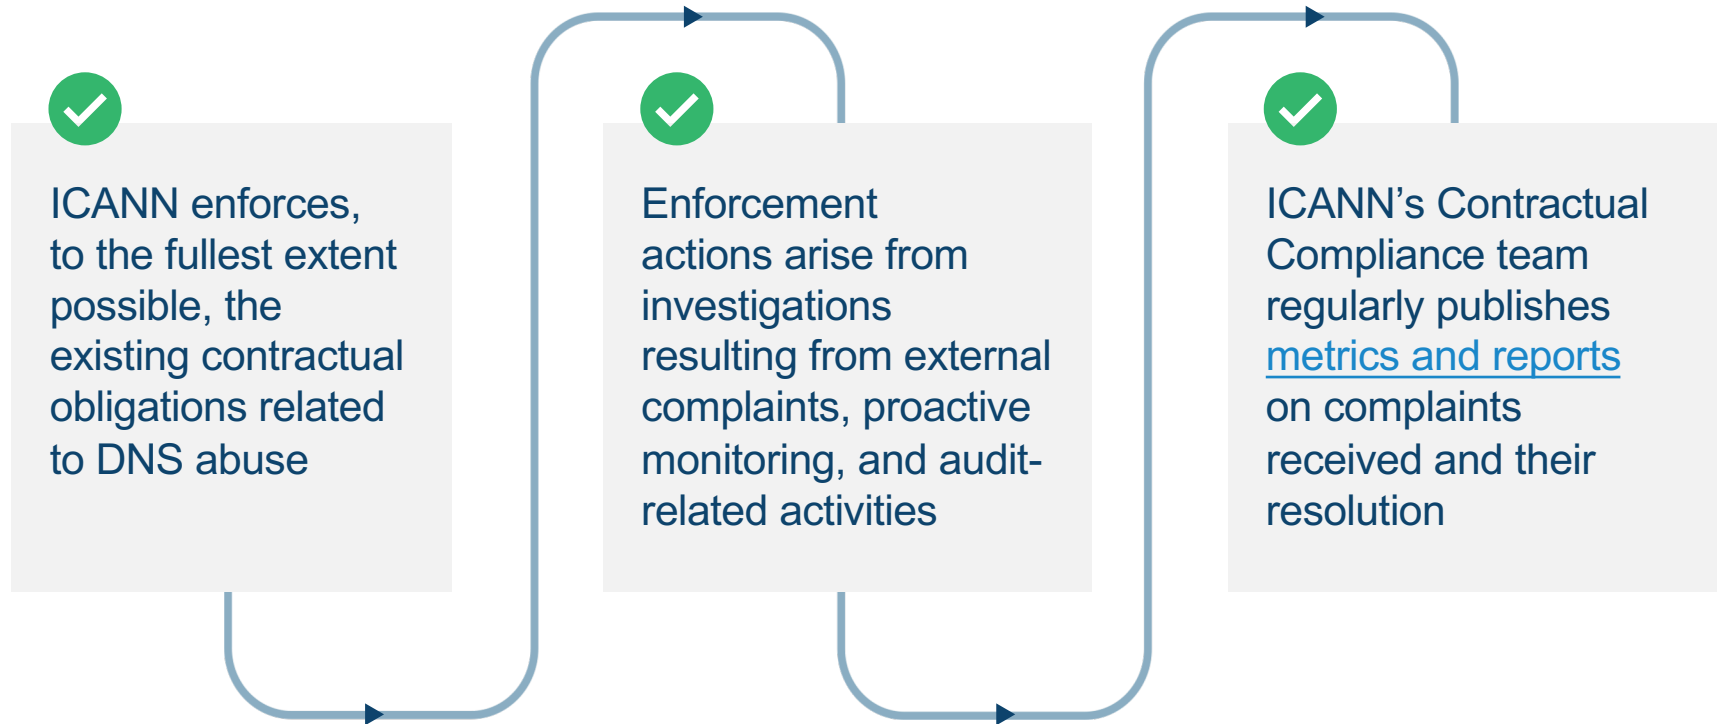 ICANN enforces,
to the fullest extent
possible, the
existing contractual
obligations related
to DNS abuse
Enforcement
actions arise from
investigations
resulting from external
complaints, proactive
monitoring, and audit-
related activities
ICANN’s Contractual
Compliance team
regularly publishes
metrics and reports
on complaints
received and their
resolution